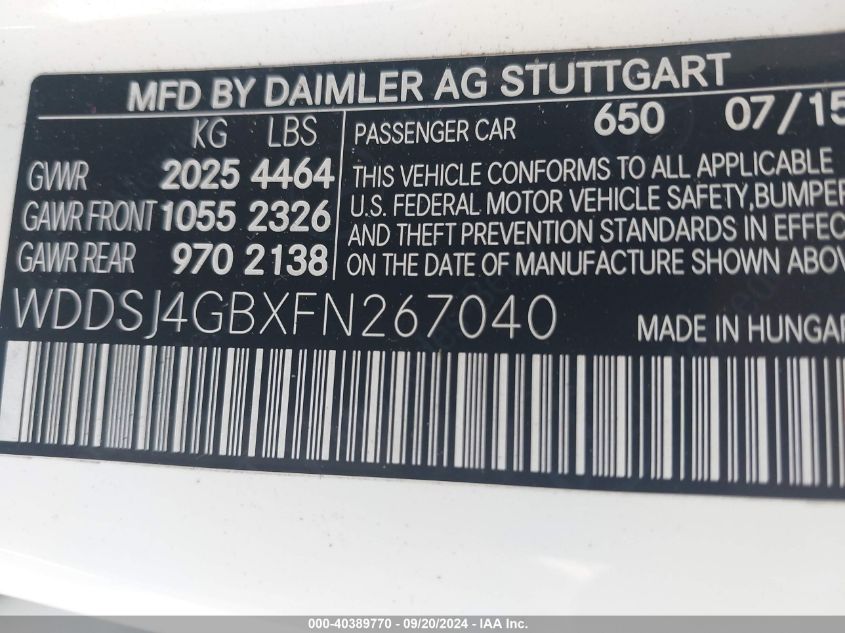 MFD BY DAIMLER AG STUTTGART
KG LBS
GVWR 2025 4464
GAWR FRONT 1055 2326
GAWR REAR 970 2138
PASSENGER CAR 650 07/15
THIS VEHICLE CONFORMS TO ALL APPLICABLE
U.S. FEDERAL MOTOR VEHICLE SAFETY, BUMPER
AND THEFT PREVENTION STANDARDS IN EFFEC
ON THE DATE OF MANUFACTURE SHOWN ABOV
WDDSJ4GBXFN267040
MADE IN HUNGAR
000-40389770 - 09/20/2024 - IAAI Inc.